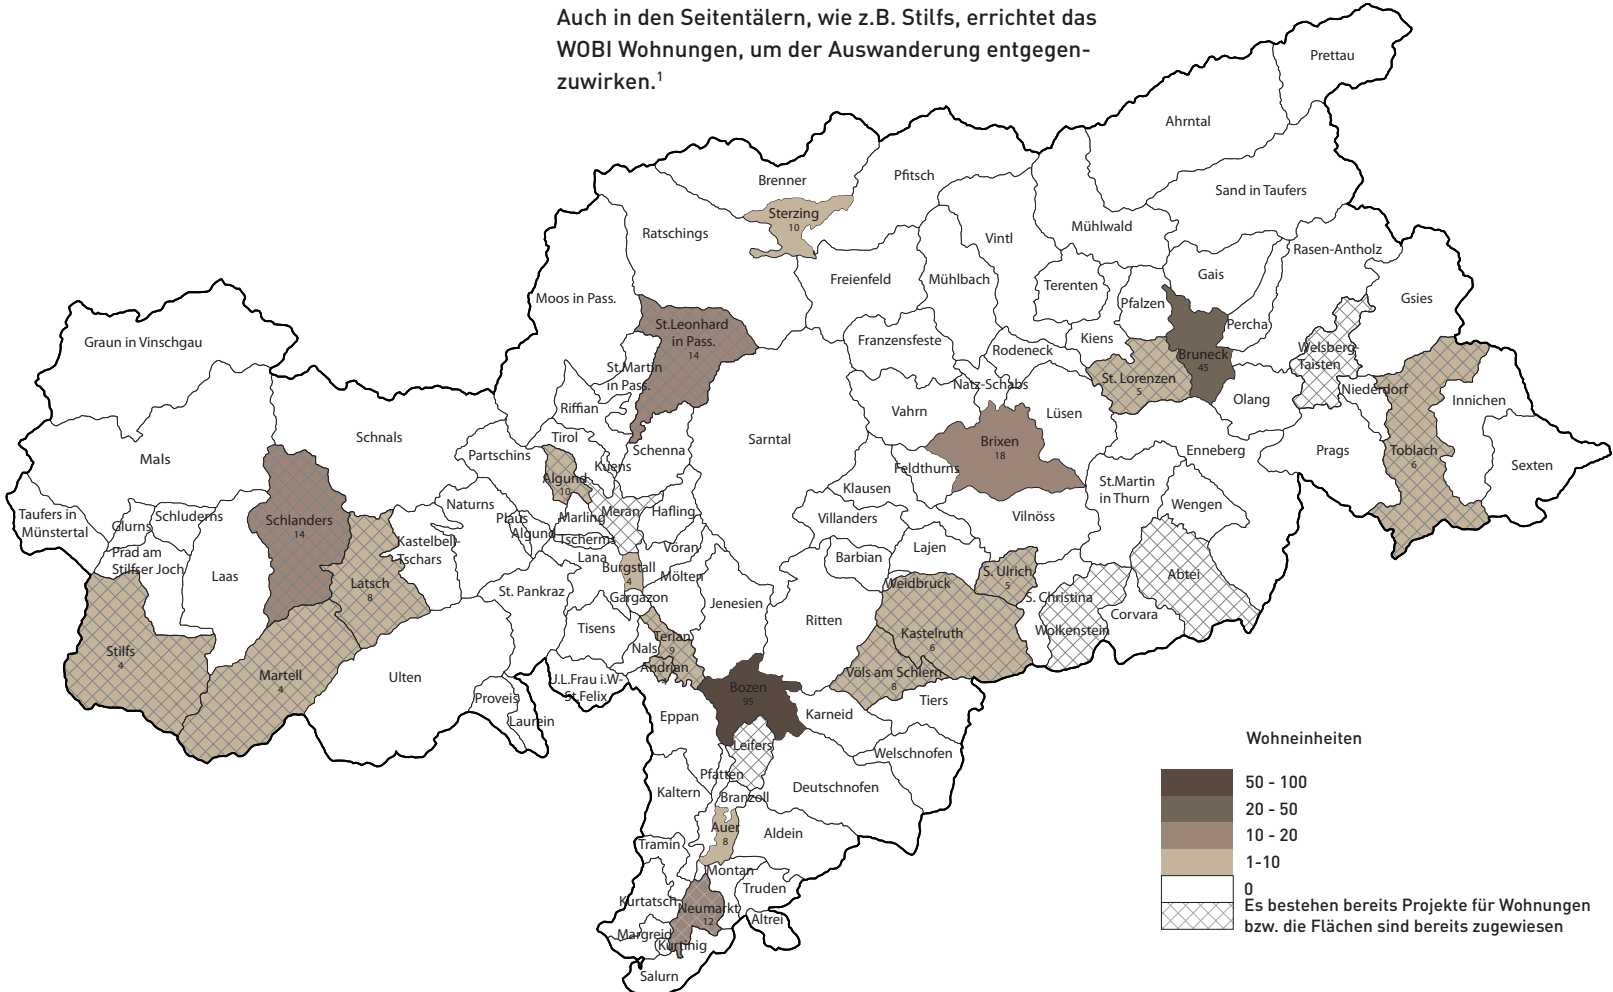 Auch in den Seitentälern, wie z.B. Stilfs, errichtet das
WOBI Wohnungen, um der Auswanderung entgegen-
zuwirken.¹
Prettau
Ahrntal
Brenner
Pfitsch
Sand in Taufers
Sterzing
10
Mühlwald
Ratschings
Vintl
Rasen-Antholz
Freienfeld
Mühlbach
Gais
Terenten
Moos in Pass.
Pfalzen
Gsies
St.Leonhard
in Pass.
14
Percha
Graun in Vinschgau
Franzensfeste
Kiens
Rodeneck
Welsberg-
Taisten
Bruneck
45
St.Martin
in Pass.
St. Lorenzen
5
Natz-Schabs
Niederdorf
Innichen
Olang
Riffian
Vahrn
Lüsen
Schnals
Tirol
Sarntal
Brixen
18
Schenna
Enneberg
Prags
Toblach
6
Mals
Partschins
Kuens
Feldthurns
Sexten
Algund
10
St.Martin
in Thurn
Klausen
Naturns
Wengen
Meran
Hafling
Taufers in
Münstertal
Schluderns
Glurns
Schlanders
14
Plaus
Algund
Marling
Villanders
Vilnöss
Tscherms
Kastelbell-
Tschars
Vöran
Lajen
Prad am
Stilfser Joch
Lana
Barbian
Burgstall
4
Laas
Latsch
8
Mölten
Weidbruck
S. Ulrich
5
Abtei
St. Pankraz
Gargazon
Jenesien
S. Christina
Corvara
Ritten
Tisens
Wolkenstein
Terlan
9
Kastelruth
6
Nals
Stilfs
4
Andrian
4
Martell
4
Ulten
Völs am Schlern
8
U.L.Frau i.W-
St.Felix
Bozen
95
Proveis
Tiers
Eppan
Karneid
Laurein
Leifers
Welschnofen
Pfatten
Deutschnofen
Kaltern
Branzoll
Auer
8
Aldein
Tramin
Montan
Truden
Kurtatsch
Neumarkt
12
Altrei
Margreid
Kurtinig
Salurn
Wohneinheiten
50 - 100
20 - 50
10 - 20
1-10
0
Es bestehen bereits Projekte für Wohnungen
bzw. die Flächen sind bereits zugewiesen